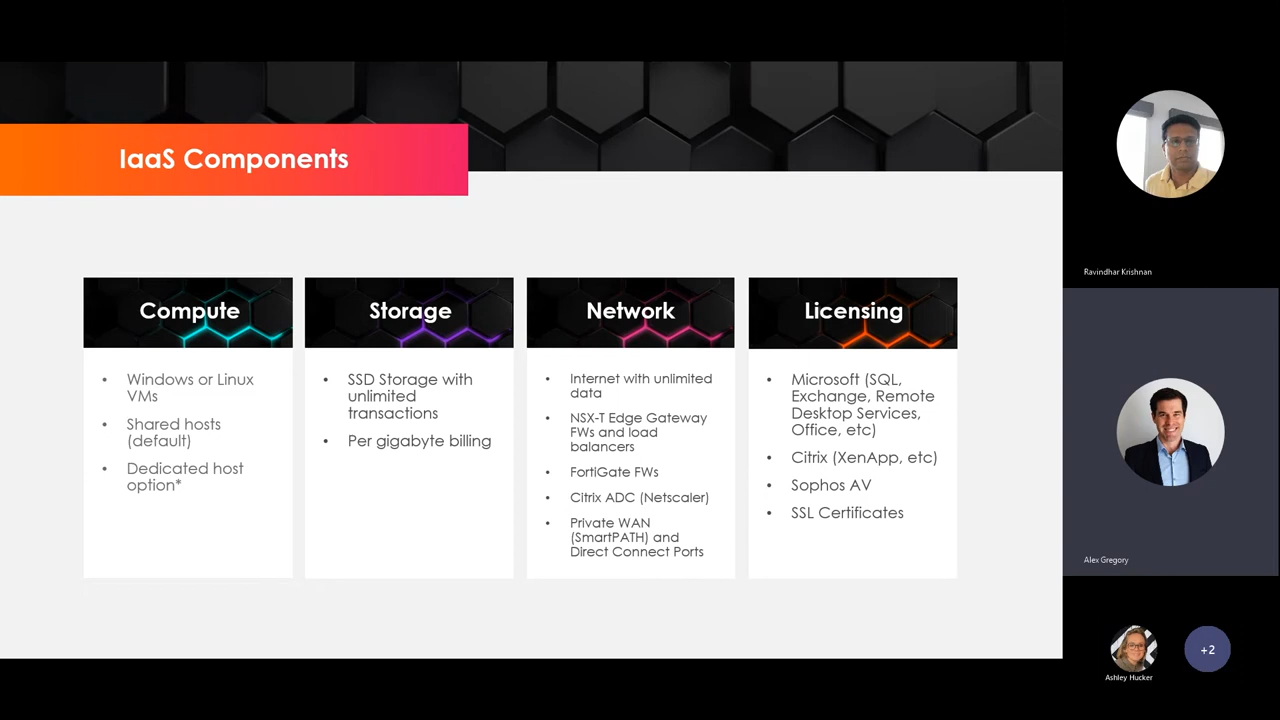 IaaS Components
Compute
Windows or Linux
VMs
Shared hosts
(default)
Dedicated host
option*
Storage
SSD Storage with
unlimited
transactions
Per gigabyte billing
Network
Internet with unlimited
data
NSX-T Edge Gateway
FWs and load
balancers
FortiGate FWs
Citrix ADC (Netscaler)
Private WAN
(SmartPATH) and
Direct Connect Ports
Licensing
Microsoft (SQL,
Exchange, Remote
Desktop Services,
Office, etc)
Citrix (XenApp, etc)
Sophos AV
SSL Certificates
Ravindhar Krishnan
Alex Gregory
Ashley Hucker
+2